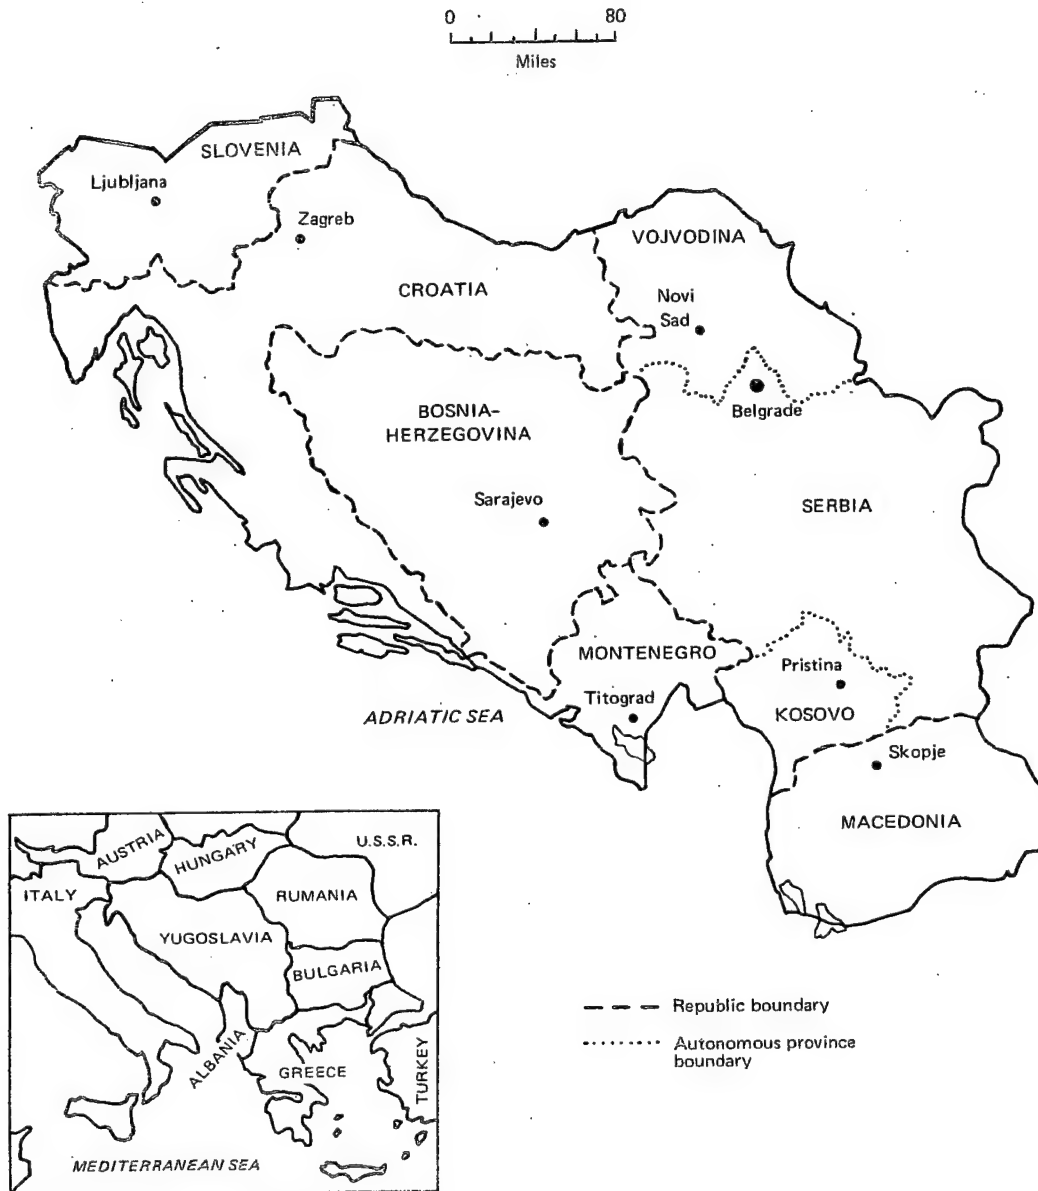 0 80
Miles
SLOVENIA
Ljubljana
Zagreb
VOJVODINA
CROATIA
Novi
Sad
BOSNIA-
HERZEGOVINA
Belgrade
Sarajevo
SERBIA
MONTENEGRO
Pristina
Titograd
KOSOVO
ADRIATIC SEA
Skopje
MACEDONIA
AUSTRIA
HUNGARY
U.S.S.R.
ITALY
RUMANIA
YUGOSLAVIA
BULGARIA
ALBANIA
GREECE
TURKEY
MEDITERRANEAN SEA
Republic boundary
Autonomous province
boundary